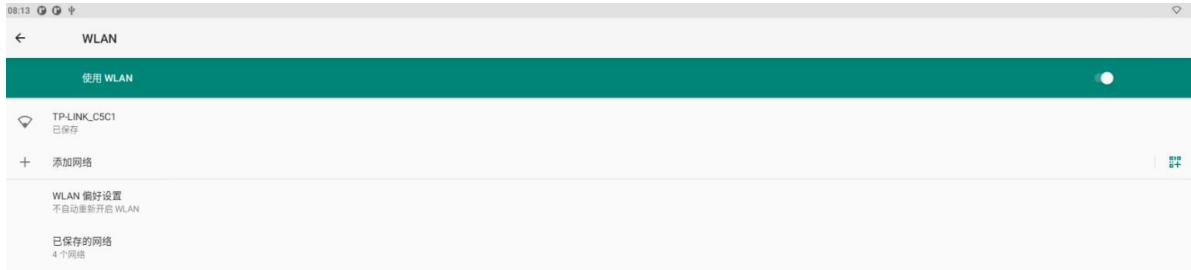 08:13
WLAN
使用 WLAN
TP-LINK_C5C1
已保存
添加网络
WLAN 偏好设置
不自动重新开启 WLAN
已保存的网络
4 个网络